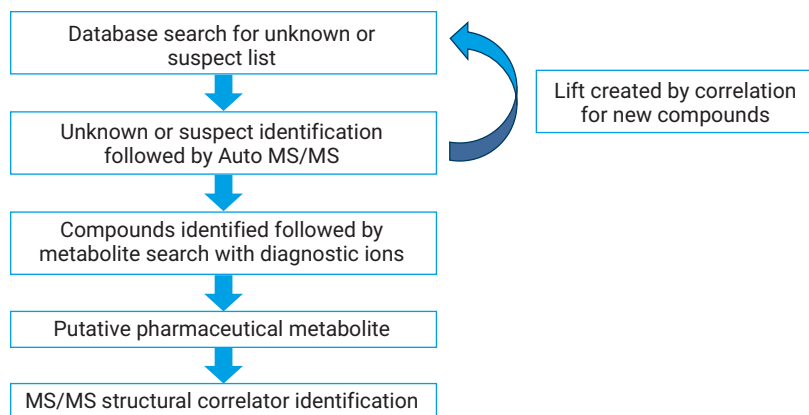 Database search for unknown or
suspect list
Unknown or suspect identification
followed by Auto MS/MS
Lift created by correlation
for new compounds
Compounds identified followed by
metabolite search with diagnostic ions
Putative pharmaceutical metabolite
MS/MS structural correlator identification